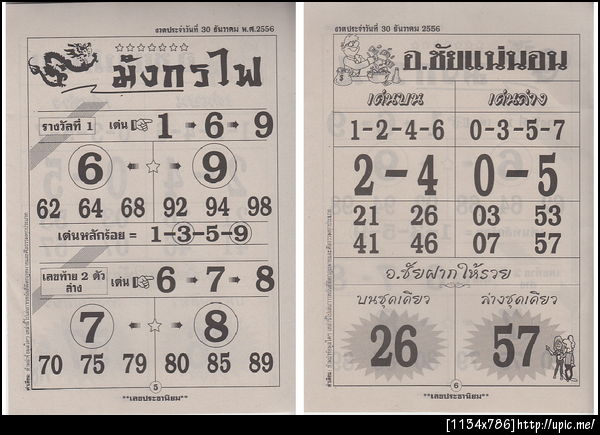 งวดประจำวันที่ 30 ธันวาคม พ.ศ.2556
มังกรไฟ
รางวัลที่ 1 เด่น 1 6 9
6 9
62 64 68 92 94 98
เด่นหลักร้อย = 1-3-5-9
เลขท้าย 2 ตัว
ล่าง
เด่น 6 7 8
7 8
70 75 79 80 85 89
5
**เลขประธานิยม**
งวดประจำวันที่ 30 ธันวาคม 2556
อ.ชัยแน่นอน
เด่นบน เด่นล่าง
1-2-4-6 0-3-5-7
2-4 0-5
21 26 03 53
41 46 07 57
อ.ชัยฝากให้รวย
บนชุดเดียว ล่างชุดเดียว
26 57
6
**เลขประธานิยม**
[1154x786]http://upic.me/